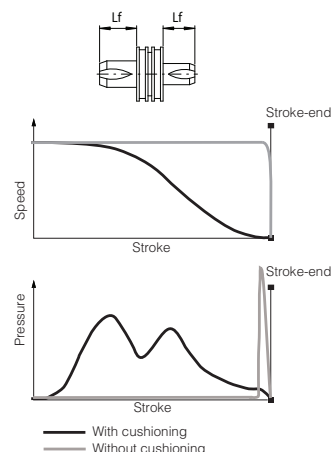 Lf Lf
Stroke-end
Speed
Stroke
Stroke-end
Pressure
Stroke
With cushioning
Without cushioning